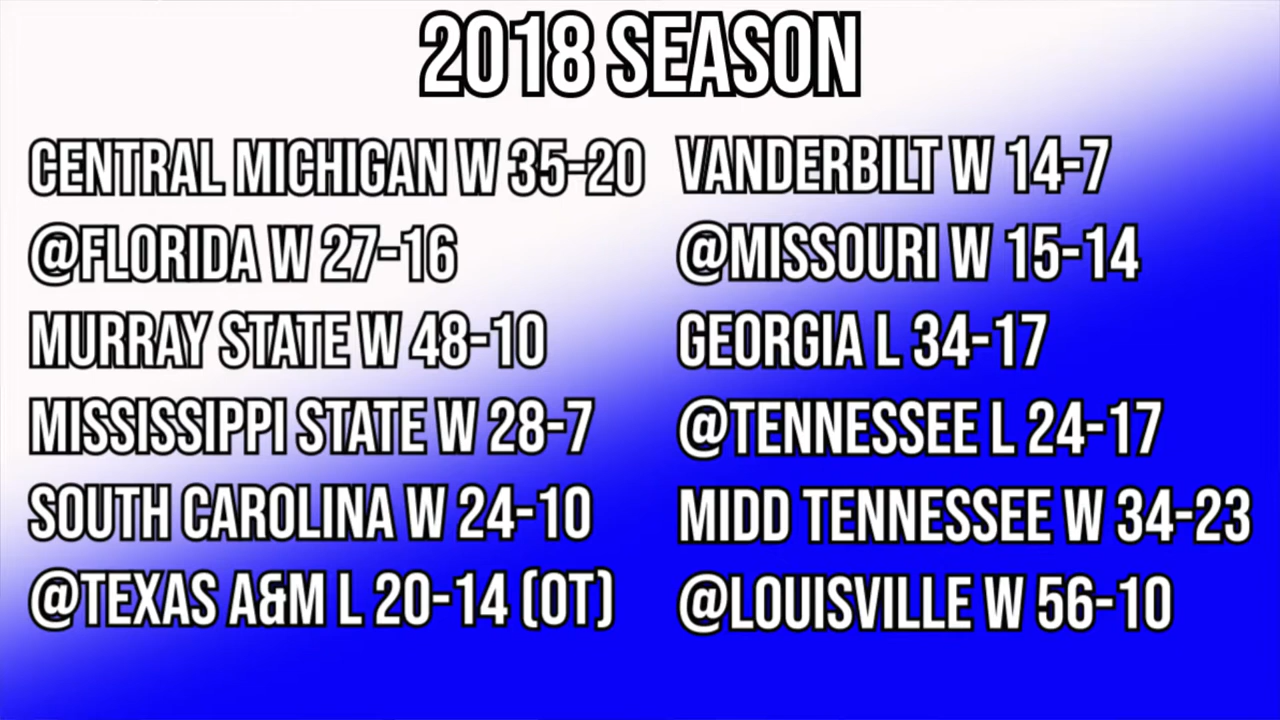 2018 SEASON
CENTRAL MICHIGAN W 35-20
@FLORIDA W 27-16
MURRAY STATE W 48-10
MISSISSIPPI STATE W 28-7
SOUTH CAROLINA W 24-10
@TEXAS A&M L 20-14 (OT)
VANDERBILT W 14-7
@MISSOURI W 15-14
GEORGIA L 34-17
@TENNESSEE L 24-17
MIDD TENNESSEE W 34-23
@LOUISVILLE W 56-10